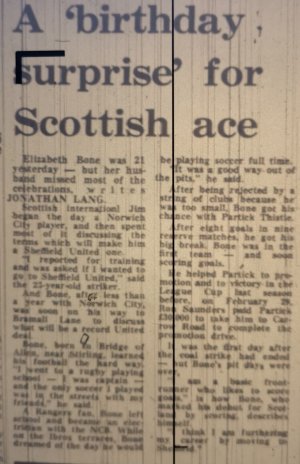 A 'birthday
surprise' for
Scottish ace
Elizabeth Bone was 21
yesterday — but her hus-
band missed most of the
celebrations, writes
JONATHAN LANG.
Scottish international Jim
began the day a Norwich
City player, and then spent
most of it discussing the
terms which will make him
a Sheffield United one.
"I reported for training
and was asked if I wanted to
go to Sheffield United," said
the 22-year-old striker.
And Bone, after less than
a year with Norwich City,
was soon on his way to
Bramall Lane to discuss
what will be a record United
deal.
Bone, born Bridge of
Allen, near Stirling, learned
his football the hard way.
"I went to a rugby playing
school — I was captain —
and the only soccer I played
was in the streets with my
friends," he said.
A Rangers fan, Bone left
school and became an elec-
trician with the NCB. While
on the Ibrox terraces, Bone
dreamed of the day he would
be playing soccer full time.
"It was a good way out of
the pits," he said.
After being rejected by a
string of clubs because he
was too small, Bone got his
chance with Partick Thistle.
After eight goals in nine
reserve matches, he got his
big break. Bone was in the
first team — and soon
scoring goals.
He helped Partick to pro-
motion and to victory in the
League Cup last season
before, on February 28,
Ron Saunders paid Partick
£30,000 to take him to Car-
row Road to complete the
promotion drive.
It was the first day after
the coal strike had ended
— but Bone's pit days were
over.
am a basic front-
runner who likes to score
goals," is how Bone, who
marked his debut for Scot-
land by scoring, describes
himself.
"I think I am furthering
my career by moving to